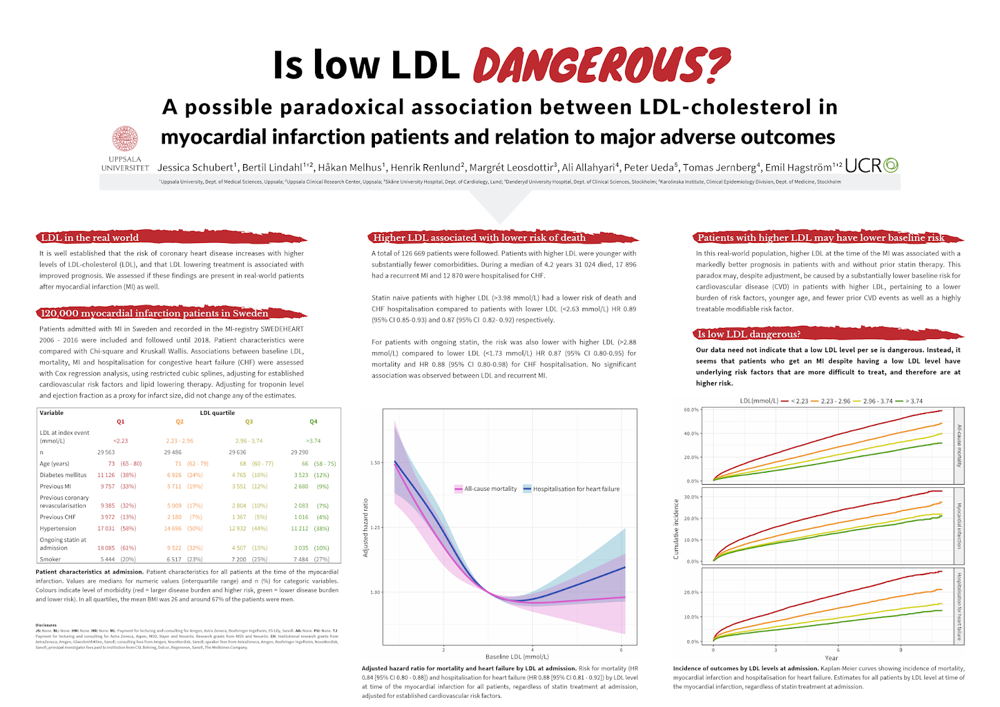 Is low LDL DANGEROUS?
A possible paradoxical association between LDL-cholesterol in
myocardial infarction patients and relation to major adverse outcomes
UPPSALA
UNIVERSITET
Jessica Schubert¹, Bertil Lindahl¹'², Håkan Melhus¹, Henrik Renlund², Margrét Leosdottir³, Ali Allahyari⁴, Peter Ueda⁵, Tomas Jernberg⁴, Emil Hagström¹'²
UCR
¹Uppsala University, Dept. of Medical Sciences, Uppsala; ²Uppsala Clinical Research Center, Uppsala; ³Skåne University Hospital, Dept. of Cardiology, Lund; ⁴Danderyd University Hospital, Dept. of Clinical Sciences, Stockholm; ⁵Karolinska Institute, Clinical Epidemiology Division, Dept. of Medicine, Stockholm
LDL in the real world
It is well established that the risk of coronary heart disease increases with higher
levels of LDL-cholesterol (LDL), and that LDL lowering treatment is associated with
improved prognosis. We assessed if these findings are present in real-world patients
after myocardial infarction (MI) as well.
120,000 myocardial infarction patients in Sweden
Patients admitted with MI in Sweden and recorded in the MI-registry SWEDEHEART
2006 - 2016 were included and followed until 2018. Patient characteristics were
compared with Chi-square and Kruskall Wallis. Associations between baseline LDL,
mortality, MI and hospitalisation for congestive heart failure (CHF) were assessed
with Cox regression analysis, using restricted cubic splines, adjusting for established
cardiovascular risk factors and lipid lowering therapy. Adjusting for troponin level
and ejection fraction as a proxy for infarct size, did not change any of the estimates.
Variable LDL quartile
Q1 Q2 Q3 Q4
LDL at index event
(mmol/L) <2.23 2.23 - 2.96 2.96 - 3.74 >3.74
n 29 563 29 486 29 636 29 290
Age (years) 73 (65 - 80) 71 (62 - 79) 68 (60 - 77) 66 (58 - 75)
Diabetes mellitus 11 126 (38%) 6 926 (24%) 4 765 (16%) 3 523 (12%)
Previous MI 9 757 (33%) 5 711 (19%) 3 551 (12%) 2 680 (9%)
Previous coronary
revascularisation 9 385 (32%) 5 009 (17%) 2 804 (10%) 2 083 (7%)
Previous CHF 3 972 (13%) 2 180 (7%) 1 367 (5%) 1 016 (4%)
Hypertension 17 031 (58%) 14 696 (50%) 12 932 (44%) 11 212 (38%)
Ongoing statin at
admission 18 085 (61%) 9 522 (32%) 4 507 (15%) 3 035 (10%)
Smoker 5 444 (20%) 6 517 (23%) 7 200 (25%) 7 484 (27%)
Patient characteristics at admission. Patient characteristics for all patients at the time of the myocardial
infarction. Values are medians for numeric values (interquartile range) and n (%) for categoric variables.
Colours indicate level of morbidity (red = larger disease burden and higher risk, green = lower disease burden
and lower risk). In all quartiles, the mean BMI was 26 and around 67% of the patients were men.
Disclosures
JS: None. BL: None. HM: None. HR: None. ML: Payment for lecturing and consulting for Amgen, Astra Zeneca, Boehringer Ingelheim, Eli-Lily, Sanofi. AA: None. PU: None. TJ:
Payment for lecturing and consulting for Astra Zeneca, Aspen, MSD, Bayer and Novartis. Research grants from MSD and Novartis. EH: Institutional research grants from
AstraZeneca, Amgen, GlaxoSmithKline, Sanofi; consulting fees from Amgen, NovoNordisk, Sanofi; speaker fees from AstraZeneca, Amgen, Boehringer Ingelheim, NovoNordisk,
Sanofi; principal investigator fees paid to institution from CSL Behring, Dalcor, Regeneran, Sanofi, The Medicines Company.
Higher LDL associated with lower risk of death
A total of 126 669 patients were followed. Patients with higher LDL were younger with
substantially fewer comorbidities. During a median of 4.2 years 31 024 died, 17 896
had a recurrent MI and 12 870 were hospitalised for CHF.
Statin naive patients with higher LDL (>3.98 mmol/L) had a lower risk of death and
CHF hospitalisation compared to patients with lower LDL (<2.63 mmol/L) HR 0.89
(95% CI 0.85-0.93) and 0.87 (95% CI 0.82- 0.92) respectively.
For patients with ongoing statin, the risk was also lower with higher LDL (>2.88
mmol/L) compared to lower LDL (<1.73 mmol/L) HR 0.87 (95% CI 0.80-0.95) for
mortality and HR 0.88 (95% CI 0.80-0.98) for CHF hospitalisation. No significant
association was observed between LDL and recurrent MI.
Adjusted hazard ratio
1.50
1.25
1.00
All-cause mortality Hospitalisation for heart failure
2 4 6
Baseline LDL (mmol/L)
Adjusted hazard ratio for mortality and heart failure by LDL at admission. Risk for mortality (HR
0.84 [95% CI 0.80 - 0.88]) and hospitalisation for heart failure (HR 0.88 [95% CI 0.81 - 0.92]) by LDL level
at time of the myocardial infarction for all patients, regardless of statin treatment at admission,
adjusted for established cardiovascular risk factors.
Patients with higher LDL may have lower baseline risk
In this real-world population, higher LDL at the time of the MI was associated with a
markedly better prognosis in patients with and without prior statin therapy. This
paradox may, despite adjustment, be caused by a substantially lower baseline risk for
cardiovascular disease (CVD) in patients with higher LDL, pertaining to a lower
burden of risk factors, younger age, and fewer prior CVD events as well as a highly
treatable modifiable risk factor.
Is low LDL dangerous?
Our data need not indicate that a low LDL level per se is dangerous. Instead, it
seems that patients who get an MI despite having a low LDL level have
underlying risk factors that are more difficult to treat, and therefore are at
higher risk.
LDL(mmol/L) < 2.23 2.23 - 2.96 2.96 - 3.74 > 3.74
Cumulative incidence
60.0%
40.0%
20.0%
0.0%
All-cause mortality
30.0%
20.0%
10.0%
0.0%
Myocardial infarction
20.0%
10.0%
0.0%
Hospitalisation for heart failure
0 3 6 9
Year
Incidence of outcomes by LDL levels at admission. Kaplan-Meier curves showing incidence of mortality,
myocardial infarction and hospitalisation for heart failure. Estimates for all patients by LDL level at time of
the myocardial infarction, regardless of statin treatment at admission.